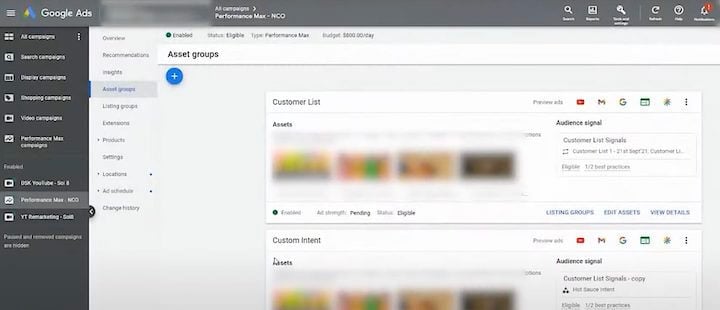 Google Ads
All campaigns
Performance Max - NCO
Search
Reports
Tools and settings
Refresh
Help
Notifications
All campaigns
Search campaigns
Display campaigns
Shopping campaigns
Video campaigns
Performance Max campaigns
Enabled
DSK YouTube - Sol 8
Performance Max - NCO
YT Remarketing - Sol8
Paused and removed campaigns are hidden
Overview
Recommendations
Insights
Asset groups
Listing groups
Extensions
Products
Settings
Locations
Ad schedule
Change history
Enabled Status: Eligible Type: Performance Max Budget: $800.00/day
Asset groups
Customer List
Preview ads
Assets
Audience signal
Customer List Signals
Customer List 1 - 21st Sept'21, Customer Li...
Eligible 1/2 best practices
Enabled Ad strength: Pending Status: Eligible
LISTING GROUPS EDIT ASSETS VIEW DETAILS
Custom Intent
Preview ads
Assets
Audience signal
Customer List Signals - copy
Hot Sauce Intent
Eligible 1/2 best practices